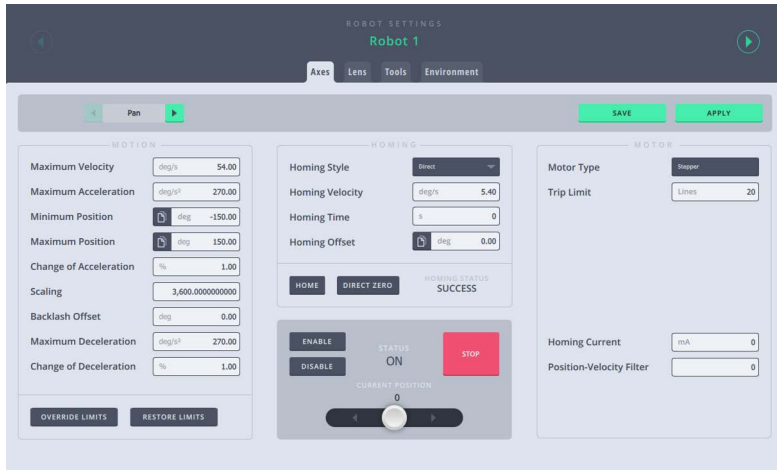 ROBOT SETTINGS
Robot 1
Axes Lens Tools Environment
Pan
SAVE APPLY
MOTION
Maximum Velocity deg/s 54.00
Maximum Acceleration deg/s² 270.00
Minimum Position deg -150.00
Maximum Position deg 150.00
Change of Acceleration % 1.00
Scaling 3,600.0000000000
Backlash Offset deg 0.00
Maximum Deceleration deg/s² 270.00
Change of Deceleration % 1.00
OVERRIDE LIMITS RESTORE LIMITS
HOMING
Homing Style Direct
Homing Velocity deg/s 5.40
Homing Time s 0
Homing Offset deg 0.00
HOME DIRECT ZERO
HOMING STATUS
SUCCESS
ENABLE
DISABLE
STATUS
ON
STOP
CURRENT POSITION
0
MOTOR
Motor Type Stepper
Trip Limit Lines 20
Homing Current mA 0
Position-Velocity Filter 0